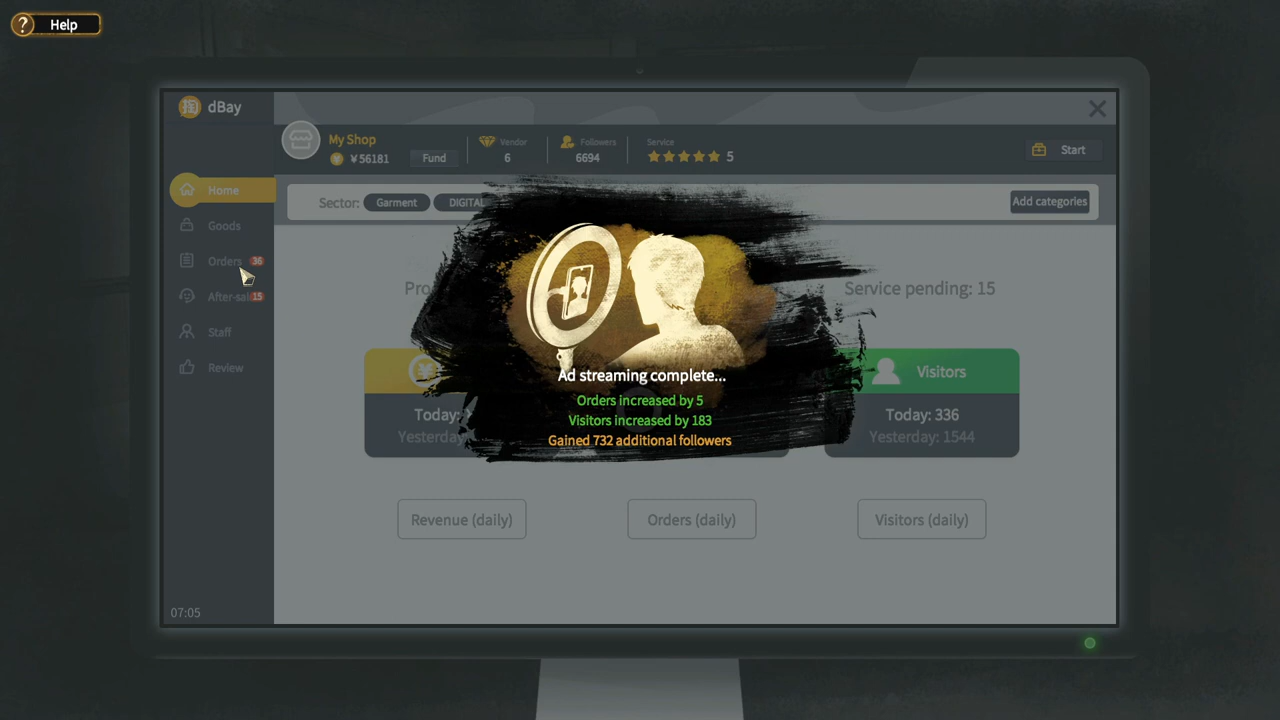 Help
掏 dBay
My Shop
¥56181
Fund
Vendor
6
Followers
6694
Service
5
Start
Home
Goods
Orders 36
After-sal 15
Staff
Review
07:05
Sector: Garment DIGITAL
Add categories
Service pending: 15
Visitors
Today:
Yesterday
Today: 336
Yesterday: 1544
Ad streaming complete...
Orders increased by 5
Visitors increased by 183
Gained 732 additional followers
Revenue (daily)
Orders (daily)
Visitors (daily)